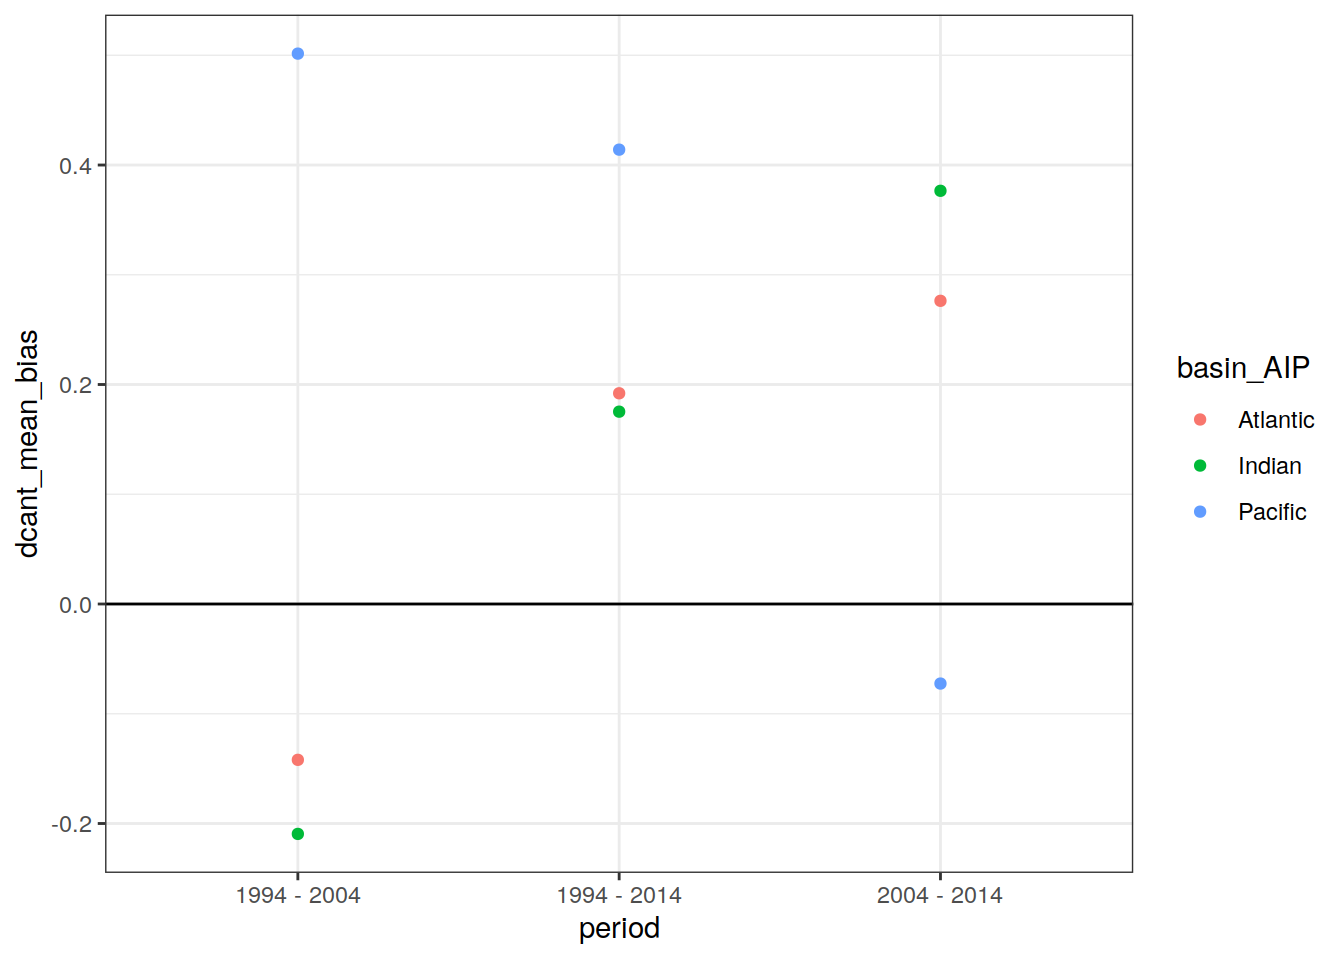 dcant_mean_bias
0.4
0.2
0.0
-0.2
1994 - 2004
1994 - 2014
2004 - 2014
period
basin_AIP
Atlantic
Indian
Pacific